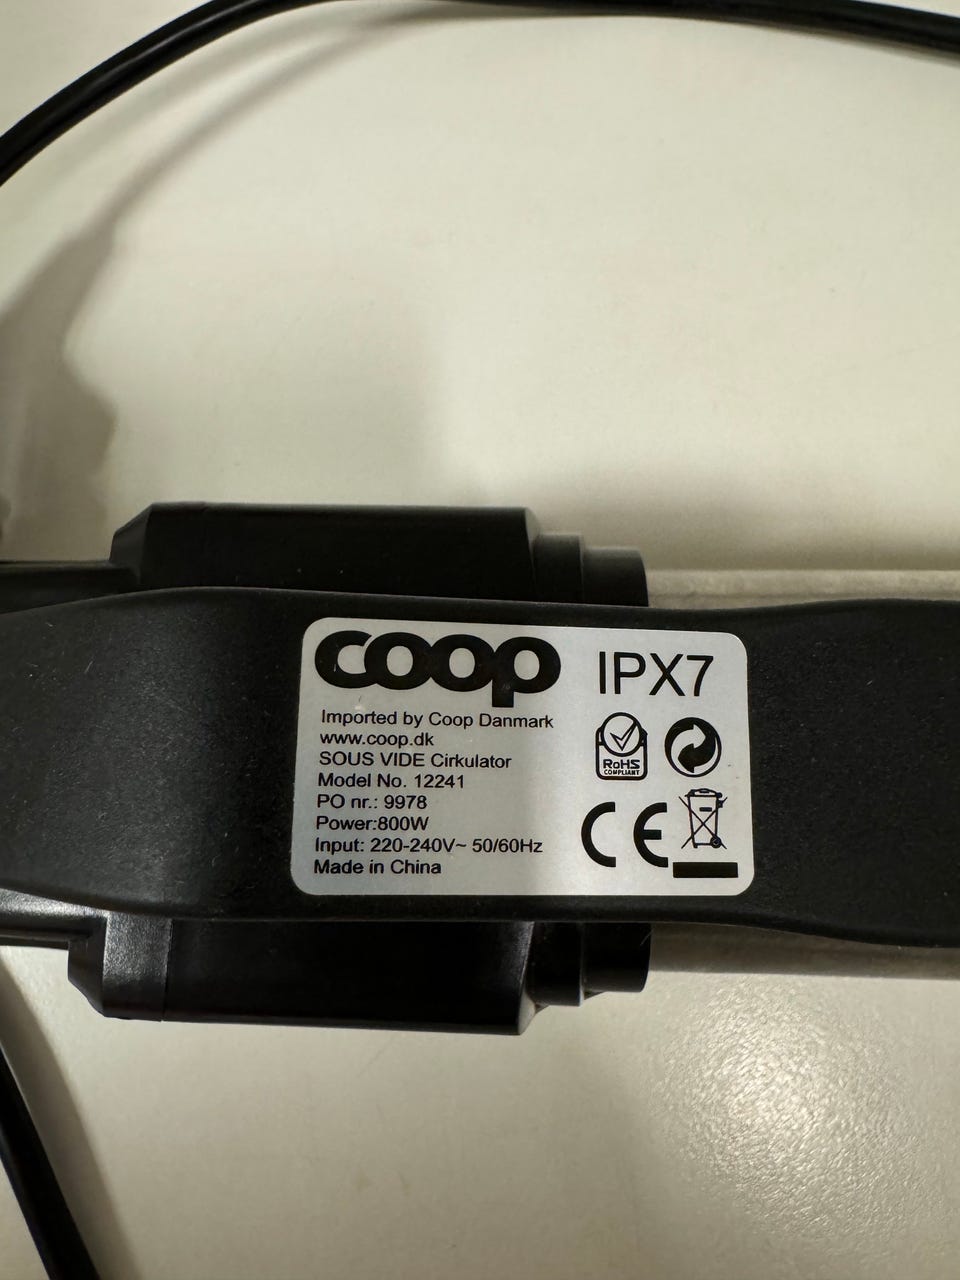 coop
IPX7
Imported by Coop Danmark
www.coop.dk
SOUS VIDE Cirkulator
Model No. 12241
PO nr.: 9978
Power:800W
Input: 220-240V~ 50/60Hz
Made in China
RoHS
COMPLIANT
CE